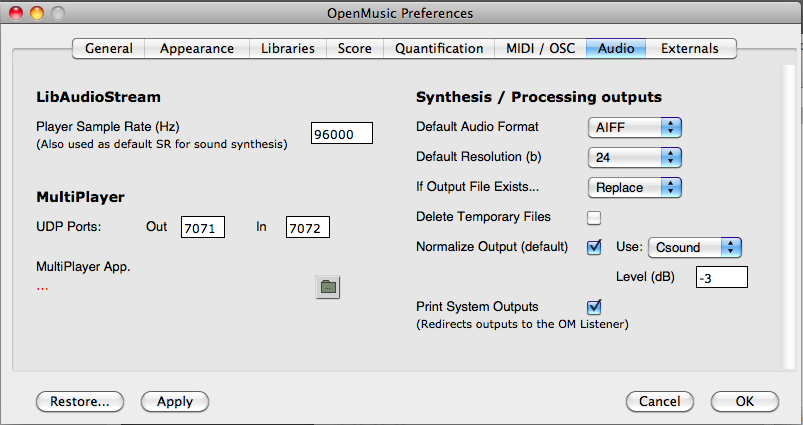 OpenMusic Preferences
General Appearance Libraries Score Quantification MIDI / OSC Audio Externals
LibAudioStream
Player Sample Rate (Hz) 96000
(Also used as default SR for sound synthesis)
MultiPlayer
UDP Ports: Out 7071 In 7072
MultiPlayer App.
...
Synthesis / Processing outputs
Default Audio Format AIFF
Default Resolution (b) 24
If Output File Exists... Replace
Delete Temporary Files
Normalize Output (default) Use: Csound
Level (dB) -3
Print System Outputs
(Redirects outputs to the OM Listener)
Restore... Apply Cancel OK